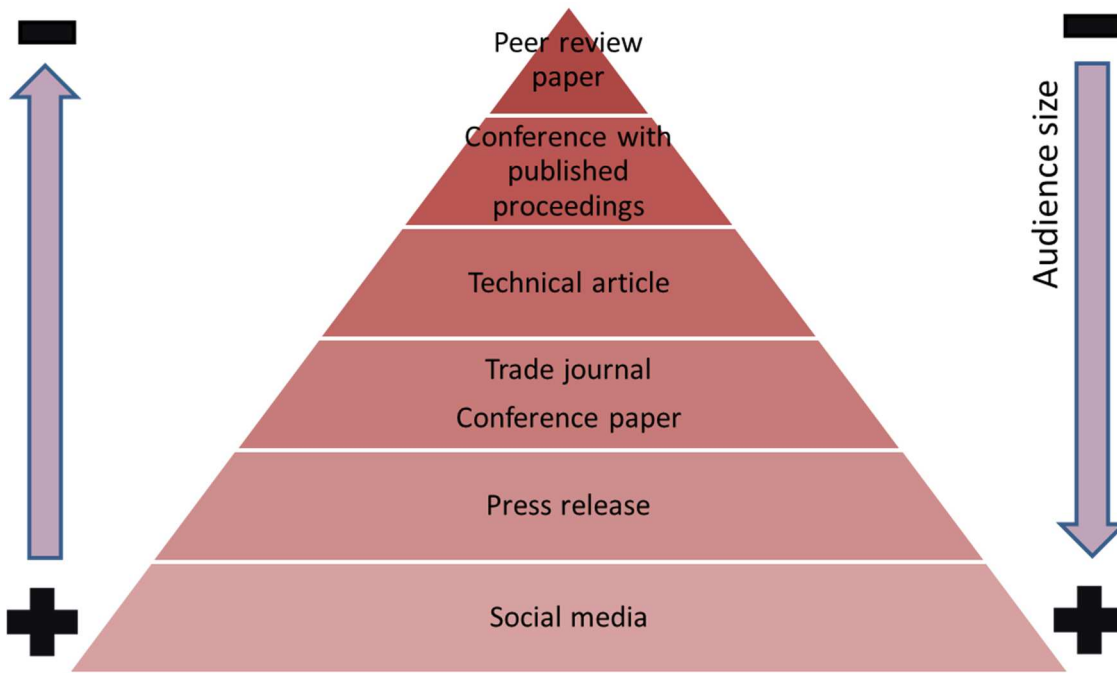 Peer review
paper
Conference with
published
proceedings
Technical article
Trade journal
Conference paper
Press release
Social media
Audience size